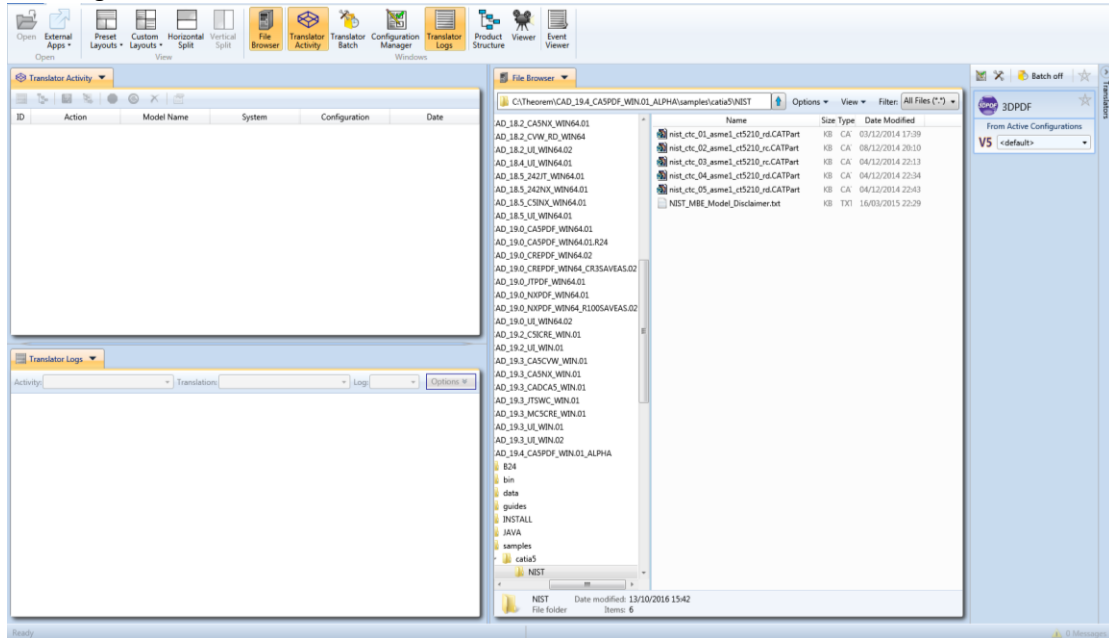 Open External Apps Preset Layouts Custom Layouts Horizontal Split Vertical Split File Browser Translator Activity Translator Batch Configuration Manager Translator Logs Product Structure Viewer Event Viewer
Open View Windows
Translator Activity
ID Action Model Name System Configuration Date
Translator Logs
Activity: Translation: Log: Options
File Browser
C:\Theorem\CAD_19.4_CA5PDF_WIN.01_ALPHA\samples\catia5\NIST Options View Filter: All Files (*.*)
AD_18.2_CA5NX_WIN64.01
AD_18.2_CVW_RD_WIN64
AD_18.2_UI_WIN64.02
AD_18.4_UI_WIN64.01
AD_18.5_242JT_WIN64.01
AD_18.5_242NX_WIN64.01
AD_18.5_C5INX_WIN64.01
AD_18.5_UI_WIN64.01
AD_19.0_CA5PDF_WIN64.01
AD_19.0_CA5PDF_WIN64.01.R24
AD_19.0_CREPDF_WIN64.02
AD_19.0_CREPDF_WIN64_CR3SAVEAS.02
AD_19.0_JTPDF_WIN64.01
AD_19.0_NXPDF_WIN64.01
AD_19.0_NXPDF_WIN64_R100SAVEAS.02
AD_19.0_UI_WIN64.02
AD_19.2_C5ICRE_WIN.01
AD_19.2_UI_WIN.01
AD_19.3_CA5CVW_WIN.01
AD_19.3_CA5NX_WIN.01
AD_19.3_CADCA5_WIN.01
AD_19.3_JTSWC_WIN.01
AD_19.3_MC5CRE_WIN.01
AD_19.3_UI_WIN.01
AD_19.3_UI_WIN.02
AD_19.4_CA5PDF_WIN.01_ALPHA
B24
bin
data
guides
INSTALL
JAVA
samples
catia5
NIST
Name Size Type Date Modified
nist_ctc_01_asme1_ct5210_rd.CATPart KB CA 03/12/2014 17:39
nist_ctc_02_asme1_ct5210_rc.CATPart KB CA 08/12/2014 20:10
nist_ctc_03_asme1_ct5210_rc.CATPart KB CA 04/12/2014 22:13
nist_ctc_04_asme1_ct5210_rd.CATPart KB CA 04/12/2014 22:34
nist_ctc_05_asme1_ct5210_rd.CATPart KB CA 04/12/2014 22:43
NIST_MBE_Model_Disclaimer.txt KB TXT 16/03/2015 22:29
NIST Date modified: 13/10/2016 15:42
File folder Items: 6
Batch off
Translators
3DPDF
From Active Configurations
V5 <default>
Ready 0 Messages